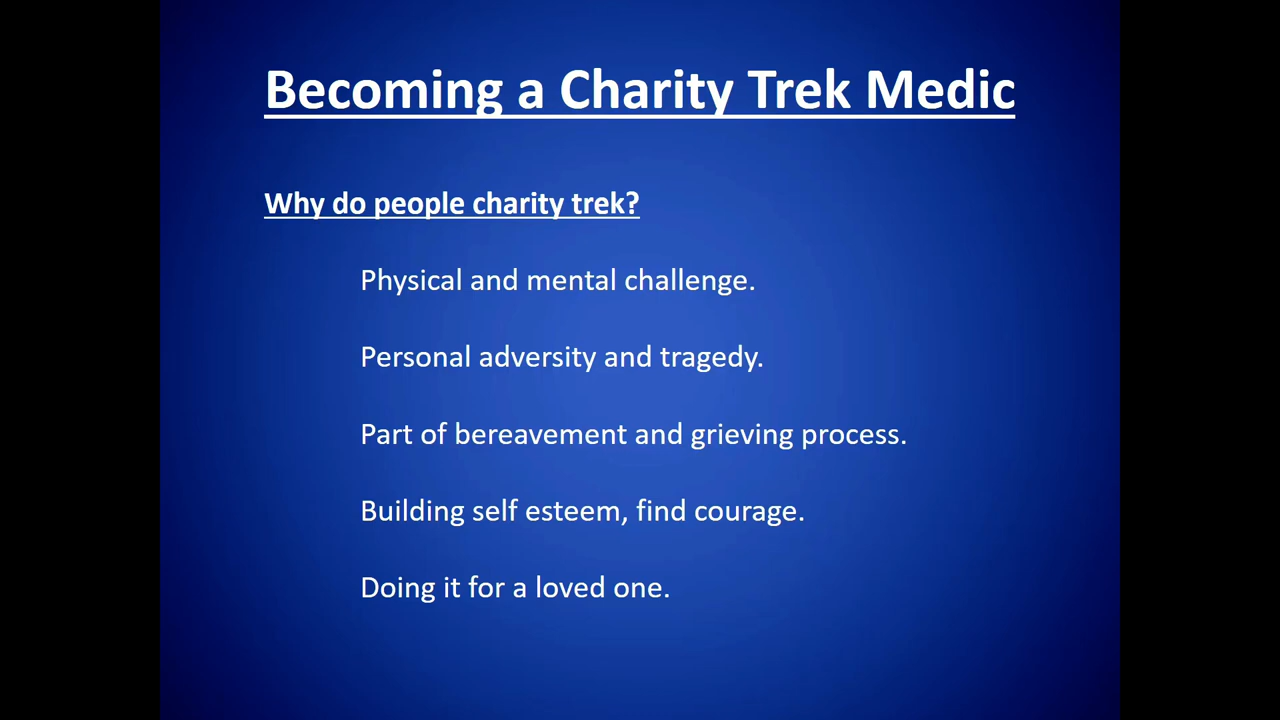 Becoming a Charity Trek Medic
Why do people charity trek?
Physical and mental challenge.
Personal adversity and tragedy.
Part of bereavement and grieving process.
Building self esteem, find courage.
Doing it for a loved one.